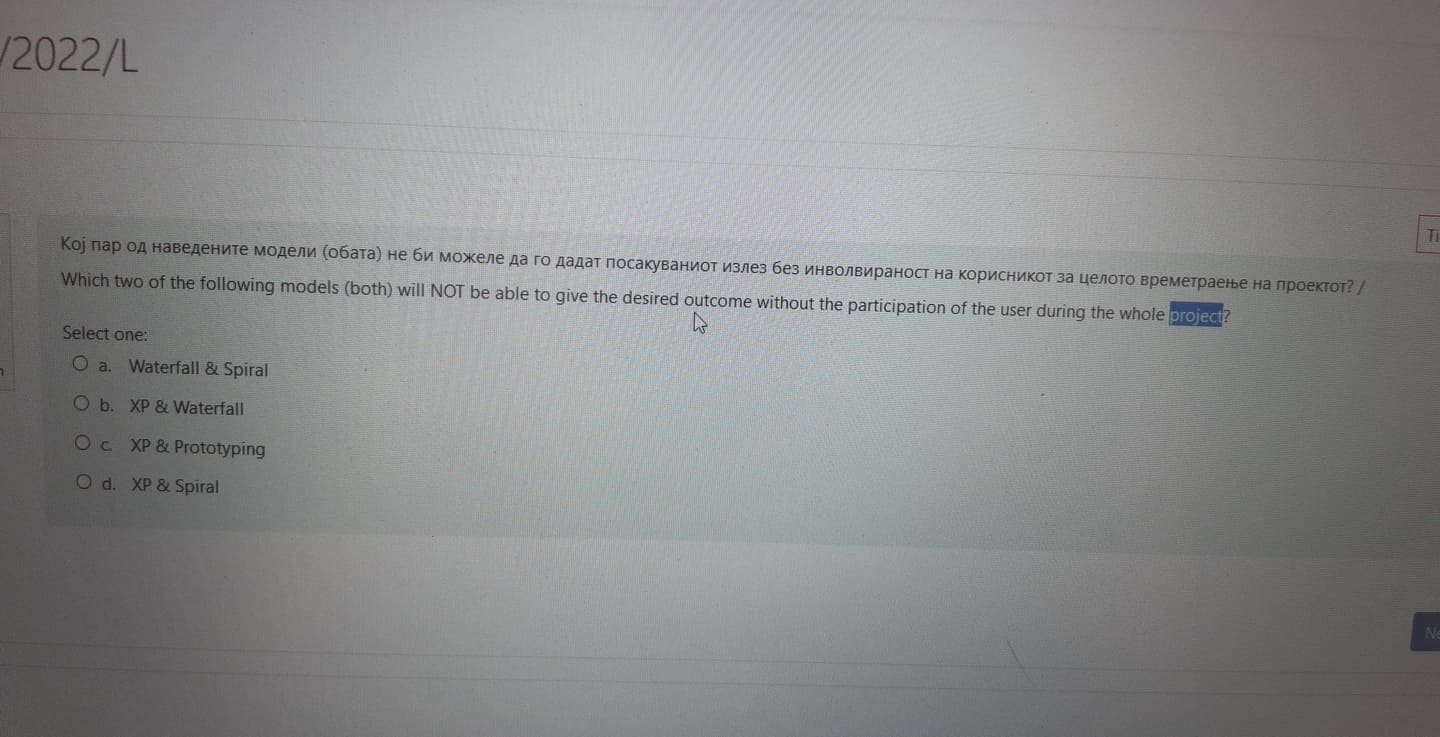 /2022/L
Кој пар од наведените модели (обата) не би можеле да го дадат посакуваниот излез без инволвираност на корисникот за целото времетраење на проектот? /
Which two of the following models (both) will NOT be able to give the desired outcome without the participation of the user during the whole project?
Select one:
a. Waterfall & Spiral
b. XP & Waterfall
c. XP & Prototyping
d. XP & Spiral